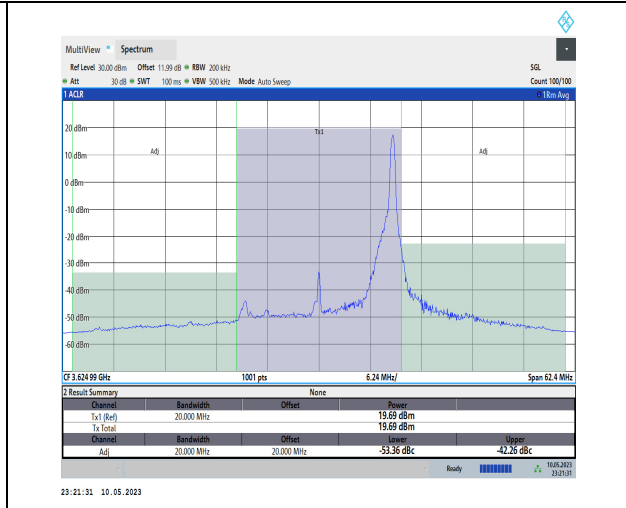 MultiView Spectrum
Ref Level 30.00 dBm Offset 11.99 dB RBW 200 kHz SGL
Att 30 dB SWT 100 ms VBW 500 kHz Mode Auto Sweep Count 100/100
1 ACLR 1Rm Avg
Tx1
20 dBm
Adj Adj
10 dBm
0 dBm
-10 dBm
-20 dBm
-30 dBm
-40 dBm
-50 dBm
-60 dBm
CF 3.624 99 GHz 1001 pts 6.24 MHz/ Span 62.4 MHz
2 Result Summary None
Channel Bandwidth Offset Power
Tx1 (Ref) 20.000 MHz 19.69 dBm
Tx Total 19.69 dBm
Channel Bandwidth Offset Lower Upper
Adj 20.000 MHz 20.000 MHz -53.36 dBc -42.26 dBc
Ready 10.05.2023
23:21:31
23:21:31 10.05.2023